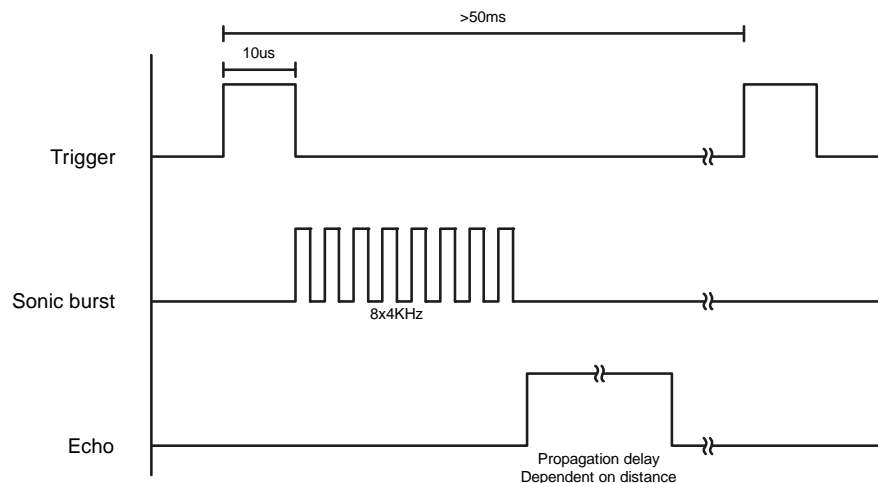 >50ms
10us
Trigger
Sonic burst
8x4KHz
Echo
Propagation delay
Dependent on distance